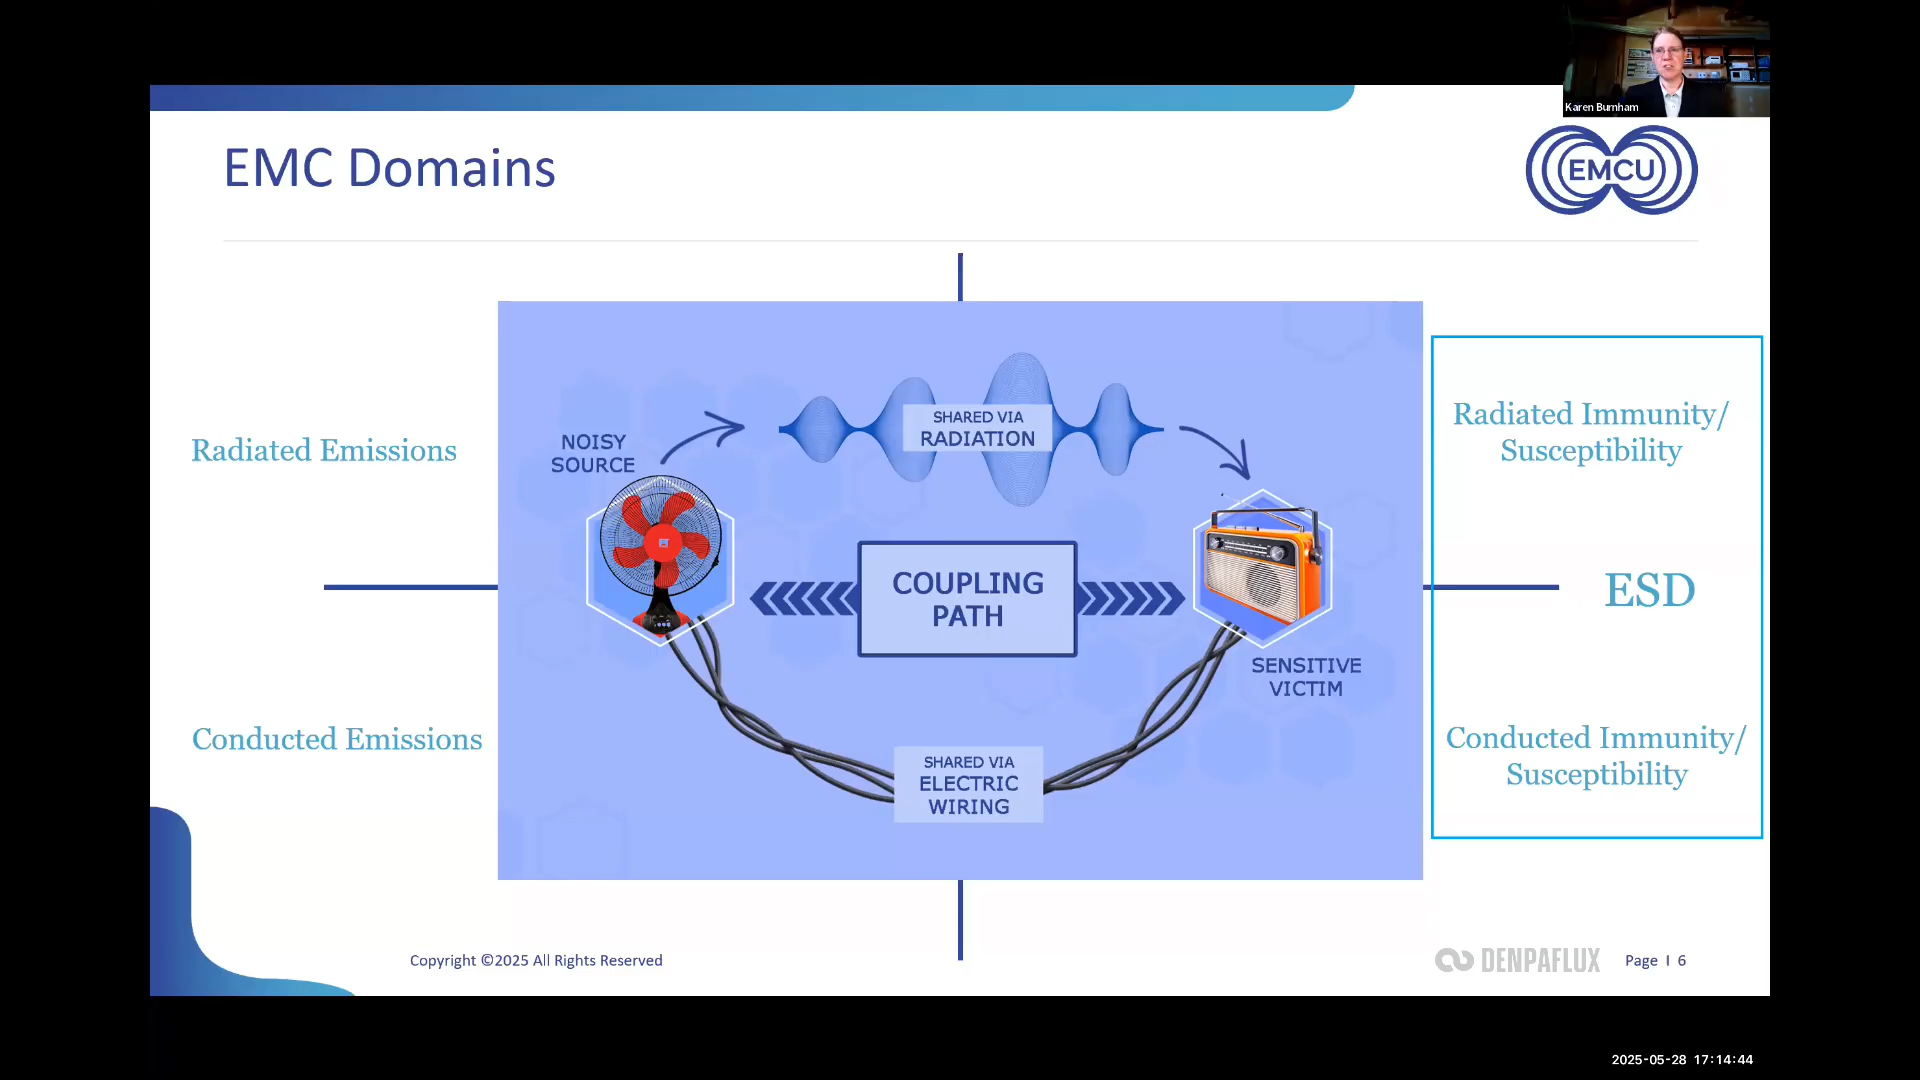 Karen Burnham
EMC Domains
EMCU
Radiated Emissions
Conducted Emissions
NOISY
SOURCE
SHARED VIA
RADIATION
COUPLING
PATH
SENSITIVE
VICTIM
SHARED VIA
ELECTRIC
WIRING
Radiated Immunity/
Susceptibility
ESD
Conducted Immunity/
Susceptibility
Copyright ©2025 All Rights Reserved
DENPAFLUX
Page I 6
2025-05-28 17:14:44